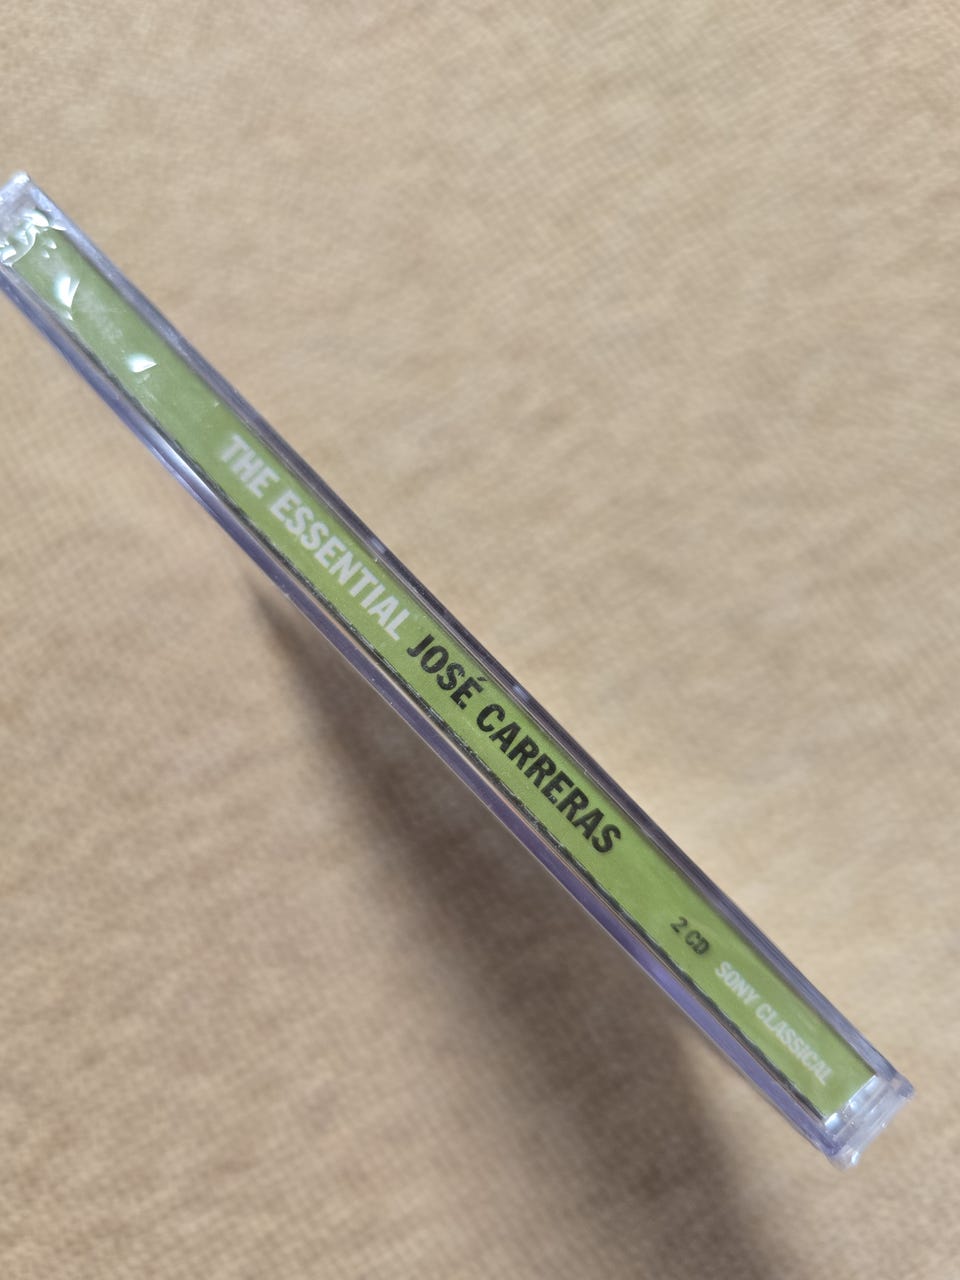 THE ESSENTIAL JOSÉ CARRERAS 2 CD SONY CLASSICAL